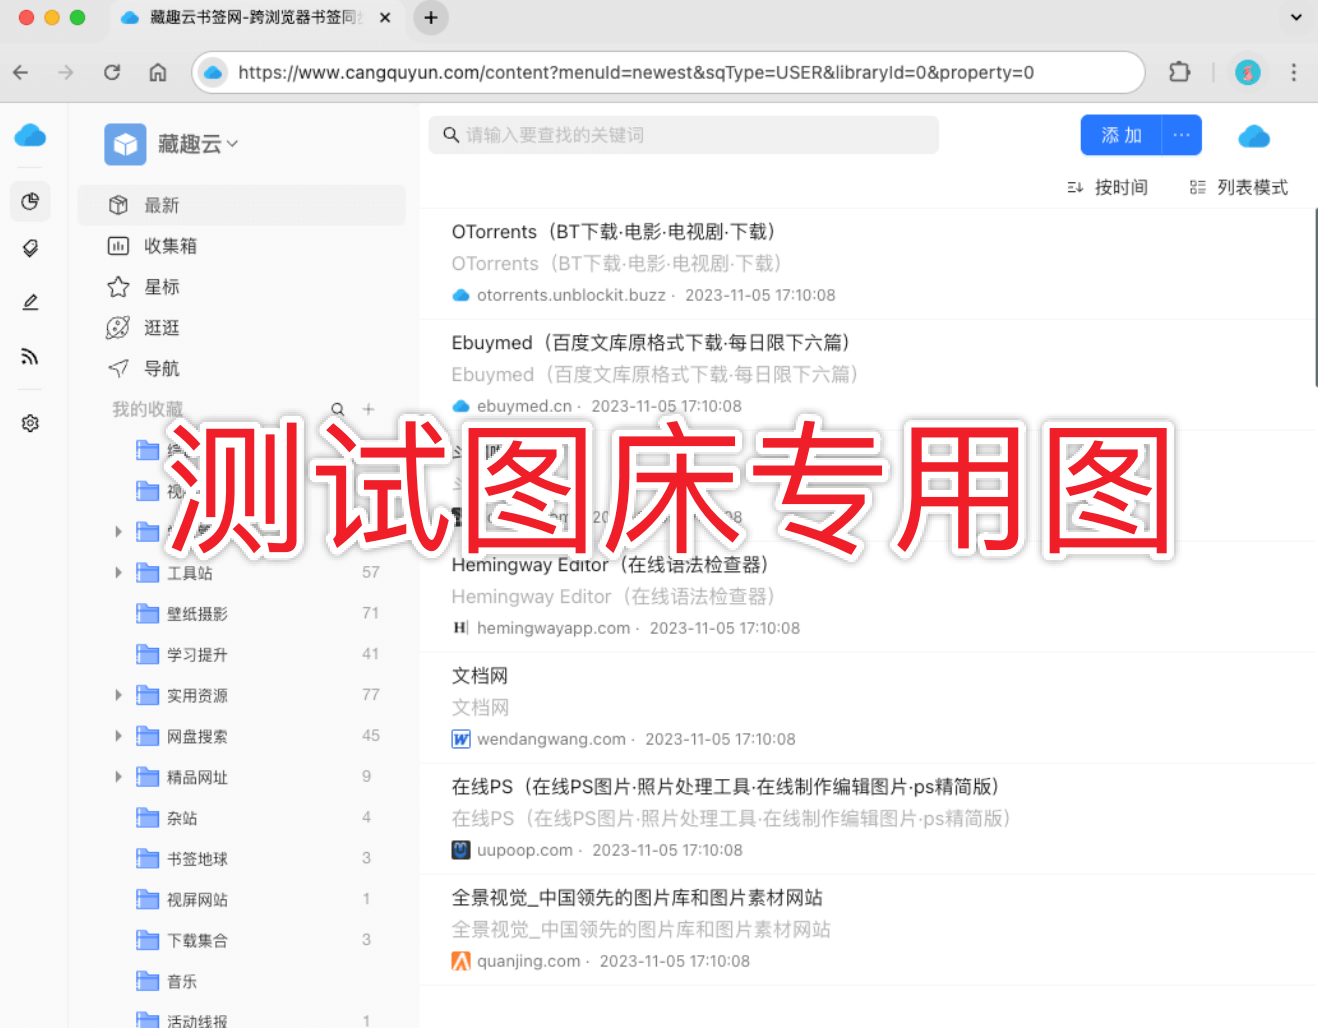 藏趣云书签网-跨浏览器书签同
https://www.cangquyun.com/content?menuId=newest&sqType=USER&libraryId=0&property=0
藏趣云
请输入要查找的关键词
添加 ···
按时间 列表模式
最新
收集箱
星标
逛逛
导航
我的收藏
工具站 57
壁纸摄影 71
学习提升 41
实用资源 77
网盘搜索 45
精品网址 9
杂站 4
书签地球 3
视屏网站 1
下载集合 3
音乐
活动线报 1
OTorrents（BT下载·电影·电视剧·下载）
OTorrents（BT下载·电影·电视剧·下载）
otorrents.unblockit.buzz · 2023-11-05 17:10:08
Ebuymed（百度文库原格式下载·每日限下六篇）
Ebuymed（百度文库原格式下载·每日限下六篇）
ebuymed.cn · 2023-11-05 17:10:08
测试图床专用图
Hemingway Editor（在线语法检查器）
Hemingway Editor（在线语法检查器）
H hemingwayapp.com · 2023-11-05 17:10:08
文档网
文档网
W wendangwang.com · 2023-11-05 17:10:08
在线PS（在线PS图片·照片处理工具·在线制作编辑图片·ps精简版）
在线PS（在线PS图片·照片处理工具·在线制作编辑图片·ps精简版）
uupoop.com · 2023-11-05 17:10:08
全景视觉_中国领先的图片库和图片素材网站
全景视觉_中国领先的图片库和图片素材网站
quanjing.com · 2023-11-05 17:10:08